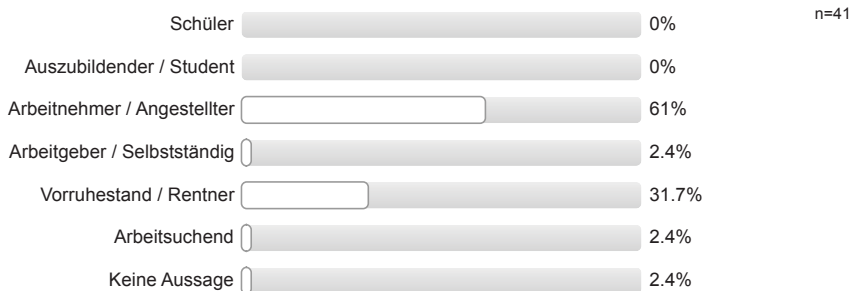 Schüler 0% n=41
Auszubildender / Student 0%
Arbeitnehmer / Angestellter 61%
Arbeitgeber / Selbstständig 2.4%
Vorruhestand / Rentner 31.7%
Arbeitsuchend 2.4%
Keine Aussage 2.4%